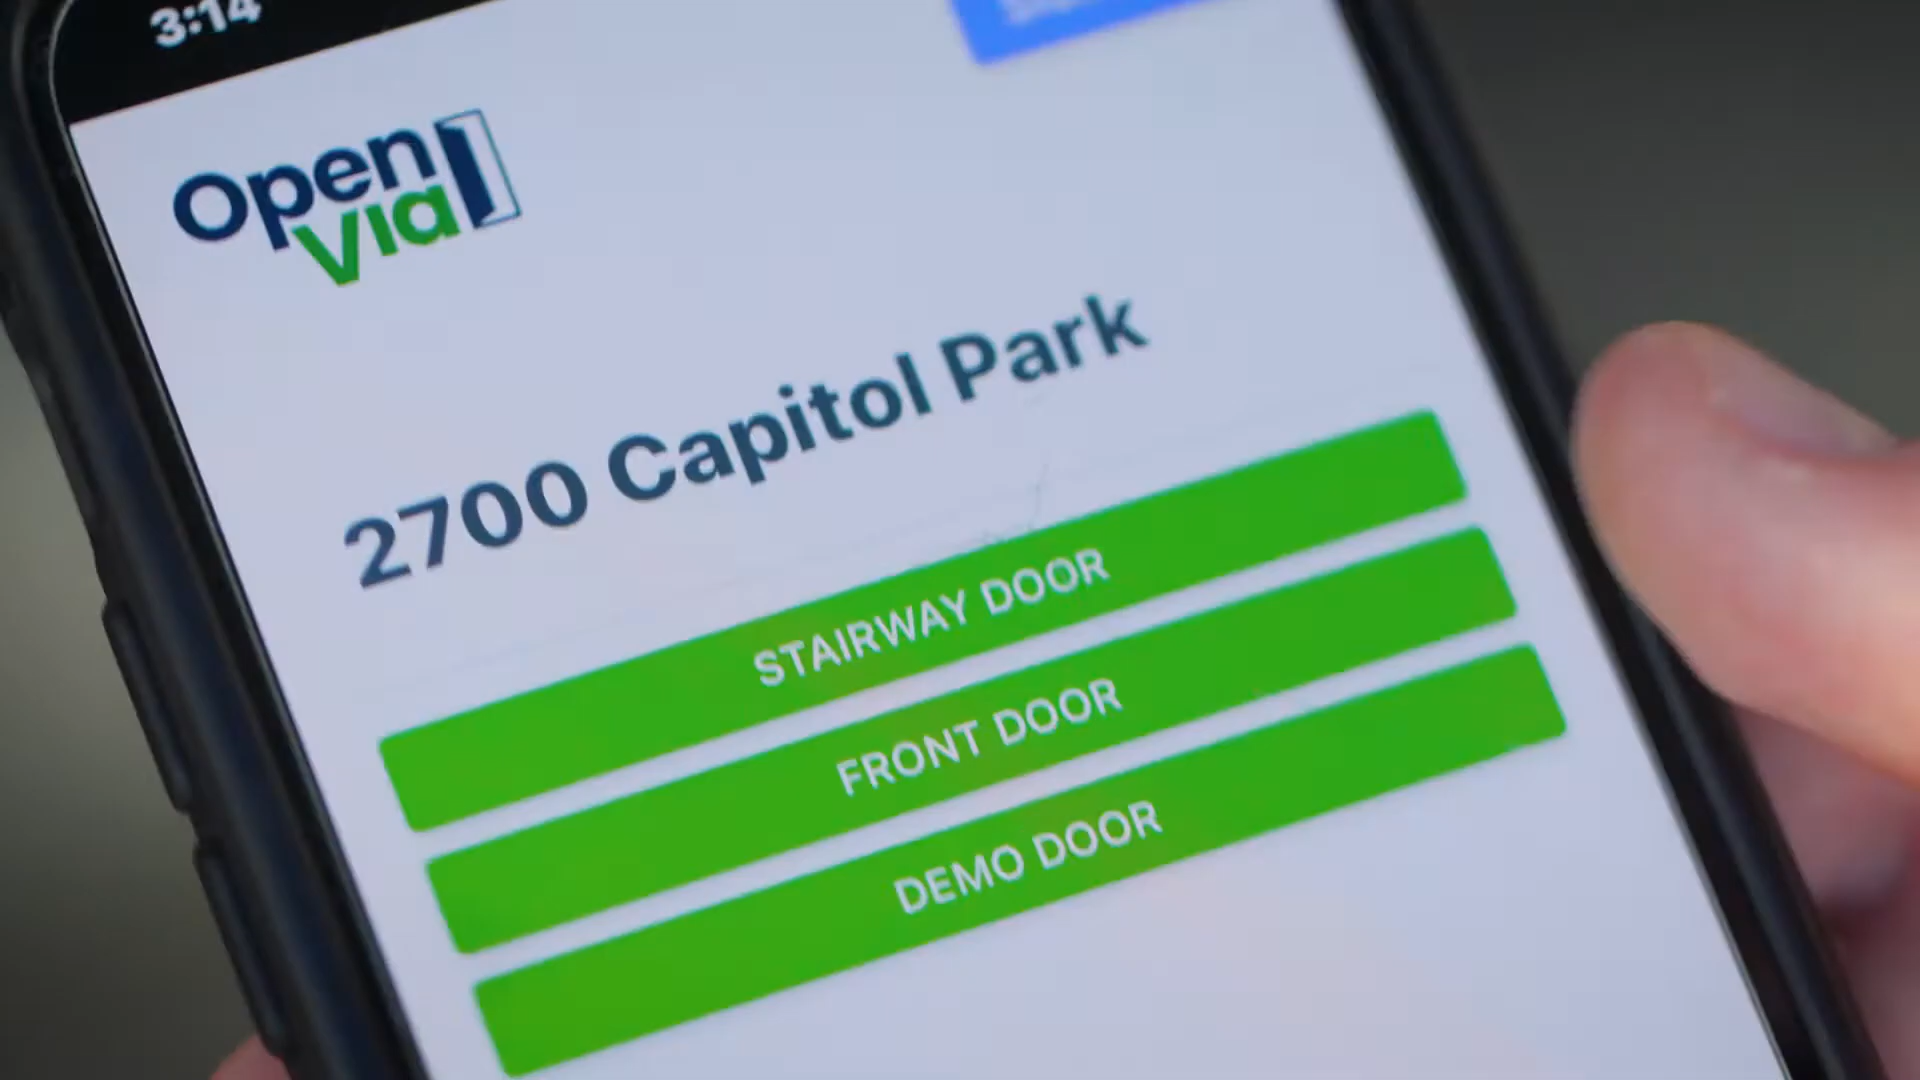 3:14
Open
Via
2700 Capitol Park
STAIRWAY DOOR
FRONT DOOR
DEMO DOOR